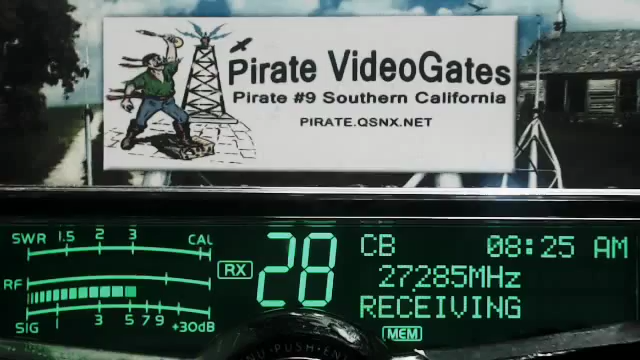 Pirate VideoGates
Pirate #9 Southern California
PIRATE.QSNX.NET
SWR 1.5 2 3 CAL
RF
SIG 1 3 5 7 9 +30dB
RX
28
CB 08:25 AM
27285MHz
RECEIVING
MEM